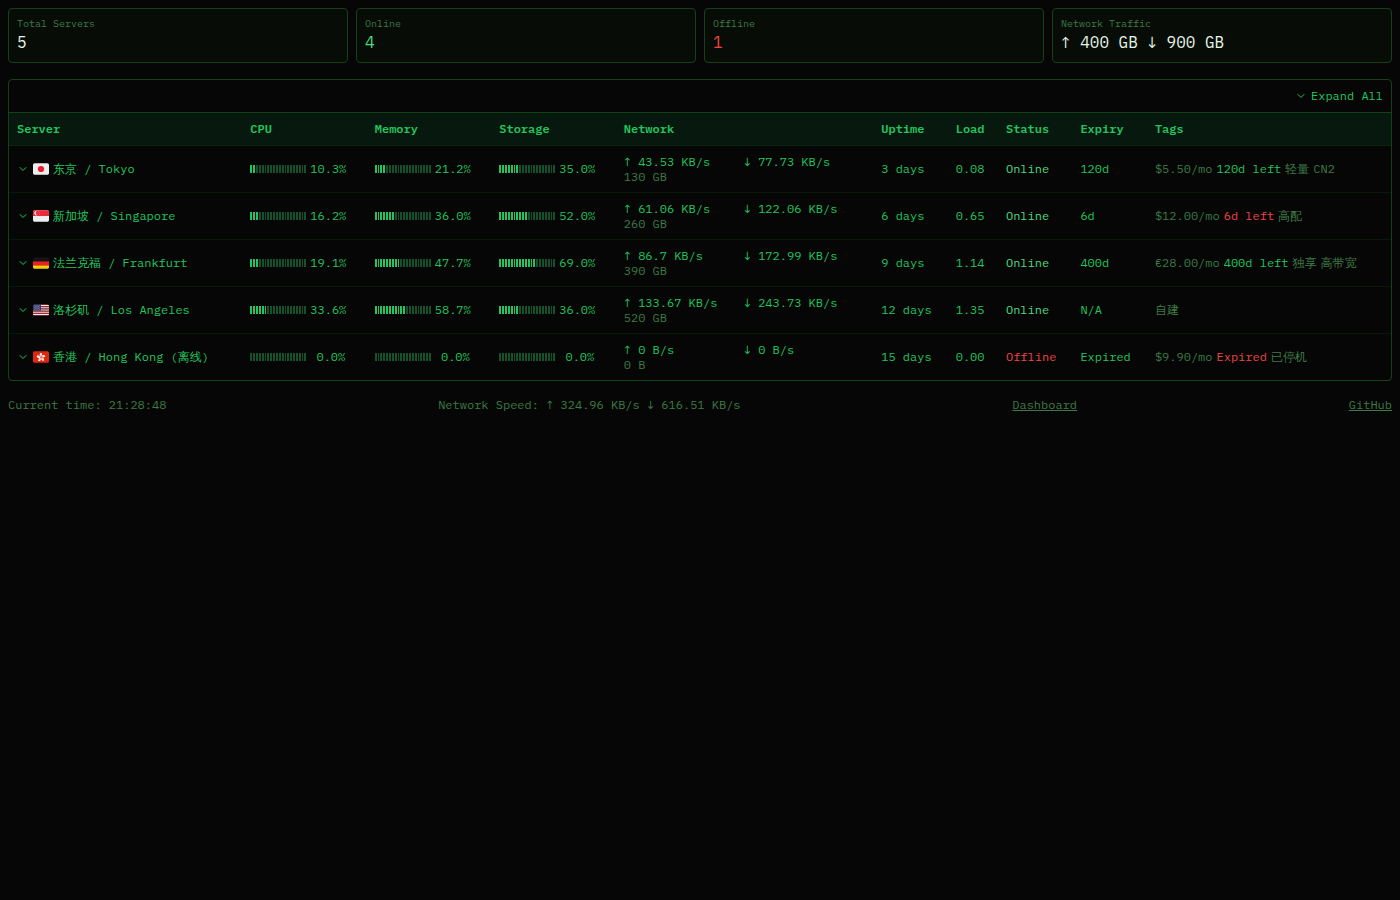 Total Servers
5
Online
4
Offline
1
Network Traffic
↑ 400 GB ↓ 900 GB
Expand All
Server CPU Memory Storage Network Uptime Load Status Expiry Tags
东京 / Tokyo 10.3% 21.2% 35.0% ↑ 43.53 KB/s ↓ 77.73 KB/s 3 days 0.08 Online 120d $5.50/mo 120d left 轻量 CN2
130 GB
新加坡 / Singapore 16.2% 36.0% 52.0% ↑ 61.06 KB/s ↓ 122.06 KB/s 6 days 0.65 Online 6d $12.00/mo 6d left 高配
260 GB
法兰克福 / Frankfurt 19.1% 47.7% 69.0% ↑ 86.7 KB/s ↓ 172.99 KB/s 9 days 1.14 Online 400d €28.00/mo 400d left 独享 高带宽
390 GB
洛杉矶 / Los Angeles 33.6% 58.7% 36.0% ↑ 133.67 KB/s ↓ 243.73 KB/s 12 days 1.35 Online N/A 自建
520 GB
香港 / Hong Kong (离线) 0.0% 0.0% 0.0% ↑ 0 B/s ↓ 0 B/s 15 days 0.00 Offline Expired $9.90/mo Expired 已停机
0 B
Current time: 21:28:48 Network Speed: ↑ 324.96 KB/s ↓ 616.51 KB/s Dashboard GitHub